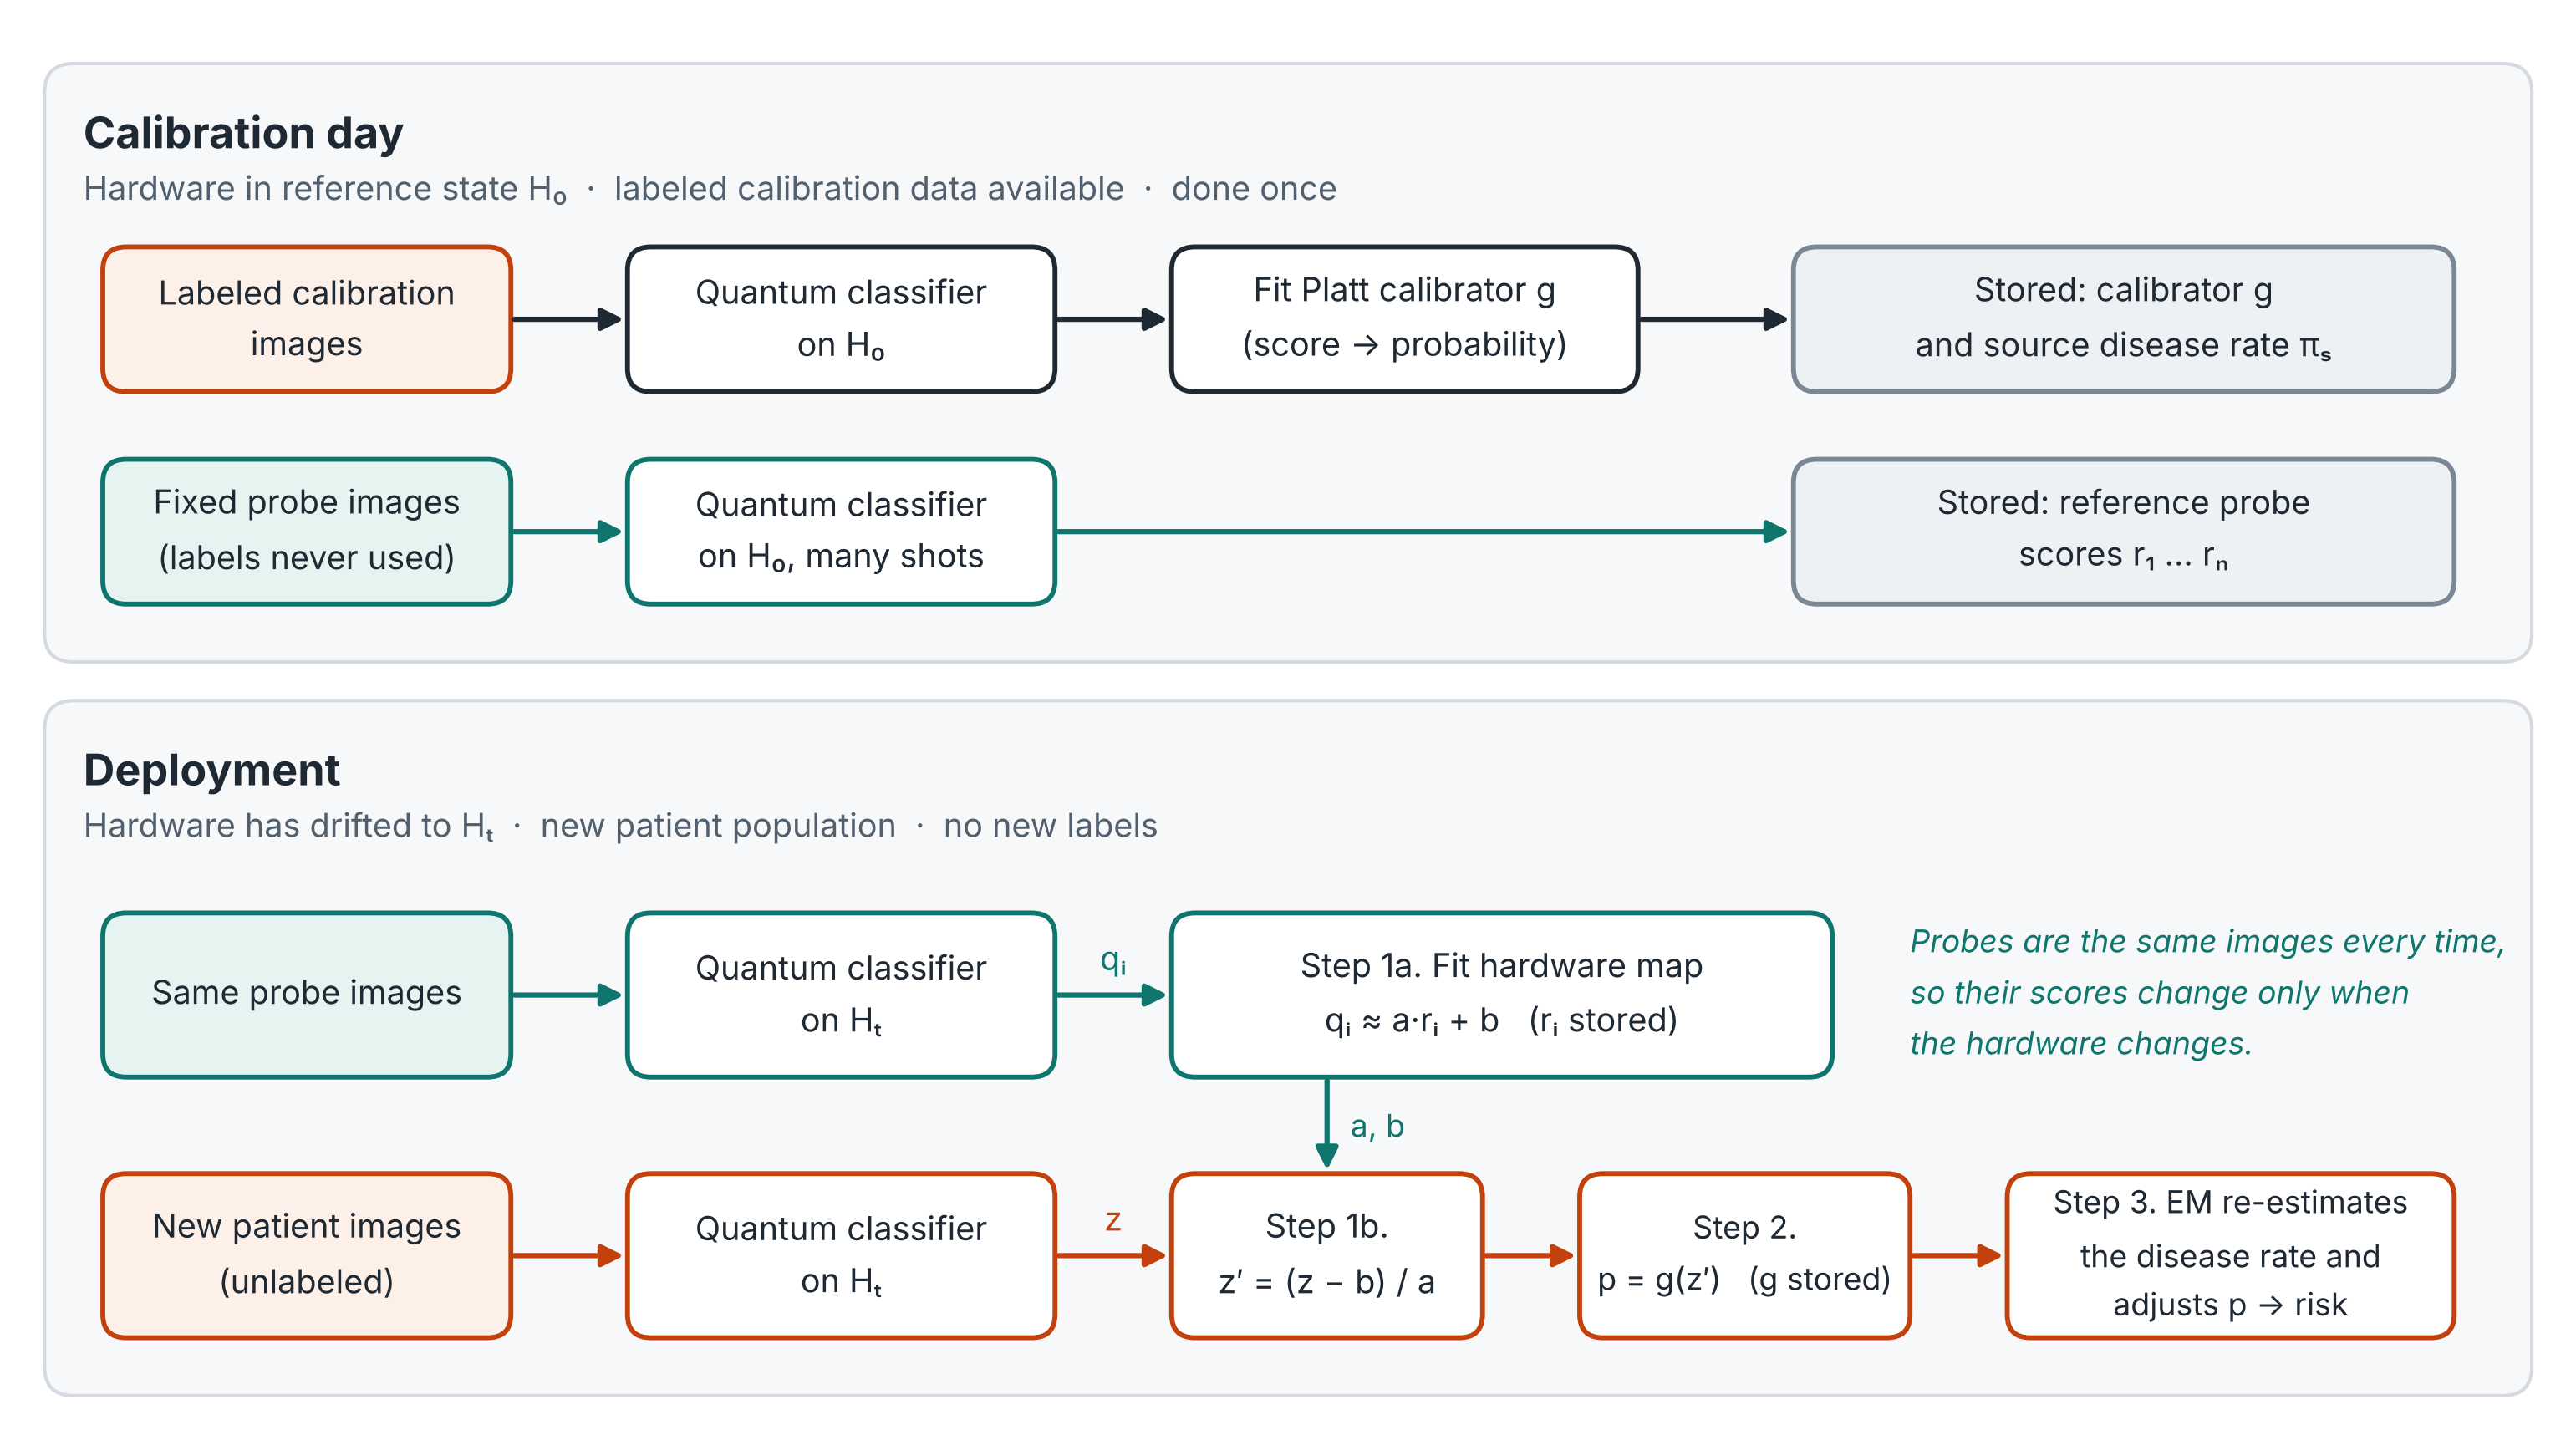 Calibration day
Hardware in reference state H₀ · labeled calibration data available · done once
Labeled calibration
images
Quantum classifier
on H₀
Fit Platt calibrator g
(score → probability)
Stored: calibrator g
and source disease rate πₛ
Fixed probe images
(labels never used)
Quantum classifier
on H₀, many shots
Stored: reference probe
scores r₁ ... rₙ
Deployment
Hardware has drifted to Hₜ · new patient population · no new labels
Same probe images
Quantum classifier
on Hₜ
qᵢ
Step 1a. Fit hardware map
qᵢ ≈ a·rᵢ + b (rᵢ stored)
Probes are the same images every time,
so their scores change only when
the hardware changes.
a, b
New patient images
(unlabeled)
Quantum classifier
on Hₜ
z
Step 1b.
z′ = (z − b) / a
Step 2.
p = g(z′) (g stored)
Step 3. EM re-estimates
the disease rate and
adjusts p → risk